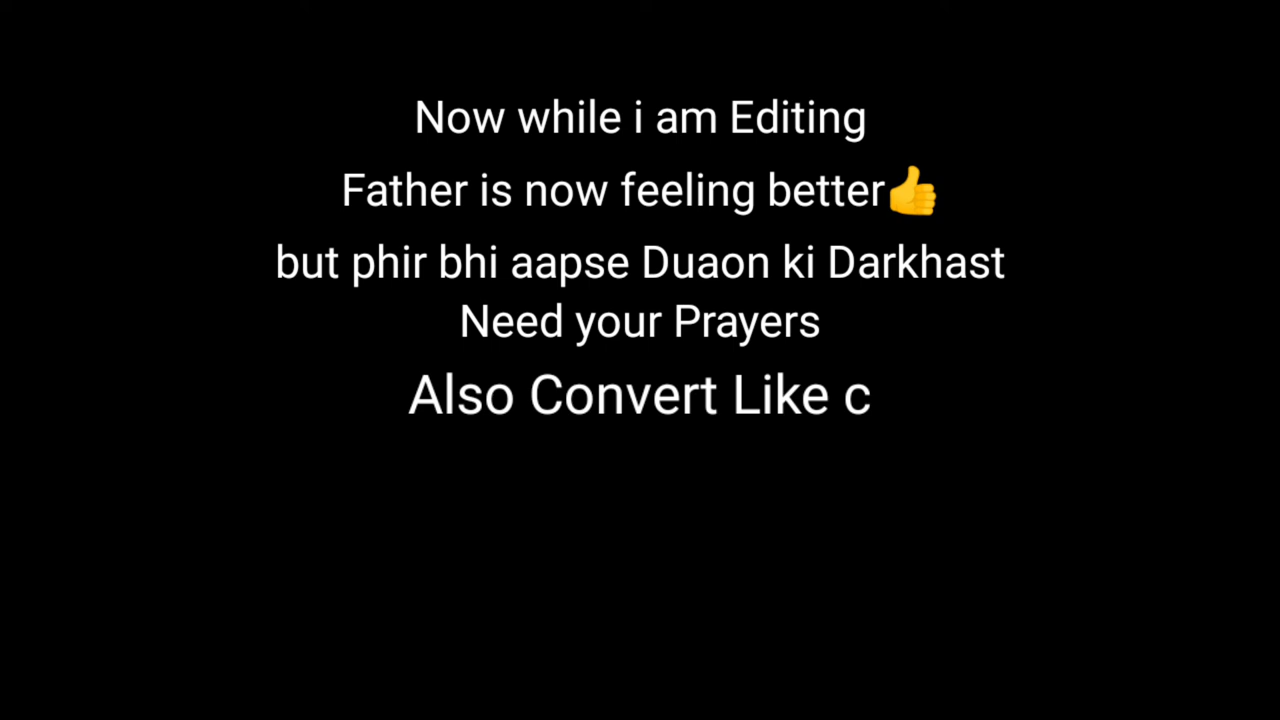 Now while i am Editing
Father is now feeling better👍
but phir bhi aapse Duaon ki Darkhast
Need your Prayers
Also Convert Like c